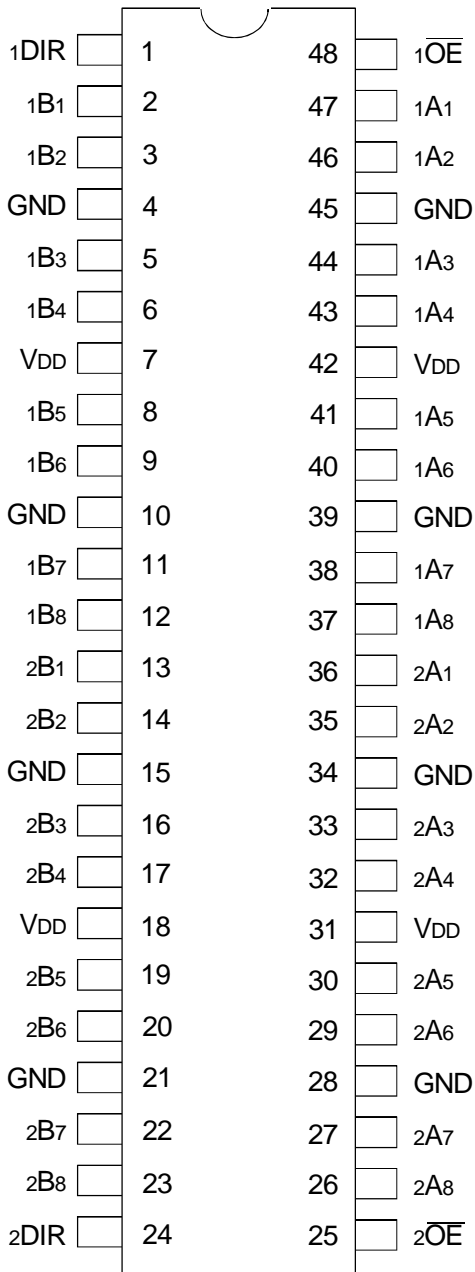 1DIR 1 48 1O̅E̅
1B1 2 47 1A1
1B2 3 46 1A2
GND 4 45 GND
1B3 5 44 1A3
1B4 6 43 1A4
VDD 7 42 VDD
1B5 8 41 1A5
1B6 9 40 1A6
GND 10 39 GND
1B7 11 38 1A7
1B8 12 37 1A8
2B1 13 36 2A1
2B2 14 35 2A2
GND 15 34 GND
2B3 16 33 2A3
2B4 17 32 2A4
VDD 18 31 VDD
2B5 19 30 2A5
2B6 20 29 2A6
GND 21 28 GND
2B7 22 27 2A7
2B8 23 26 2A8
2DIR 24 25 2O̅E̅